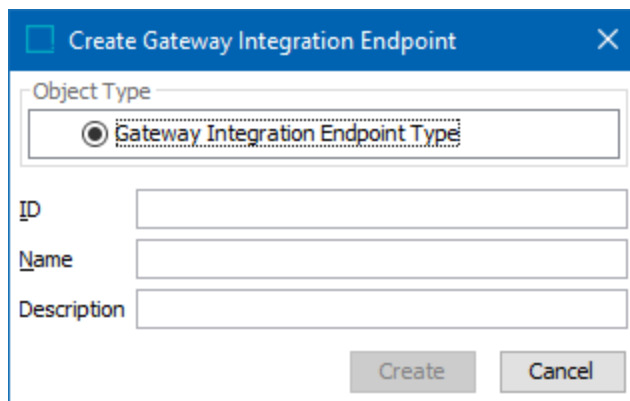 Create Gateway Integration Endpoint
Object Type
Gateway Integration Endpoint Type
ID
Name
Description
Create Cancel